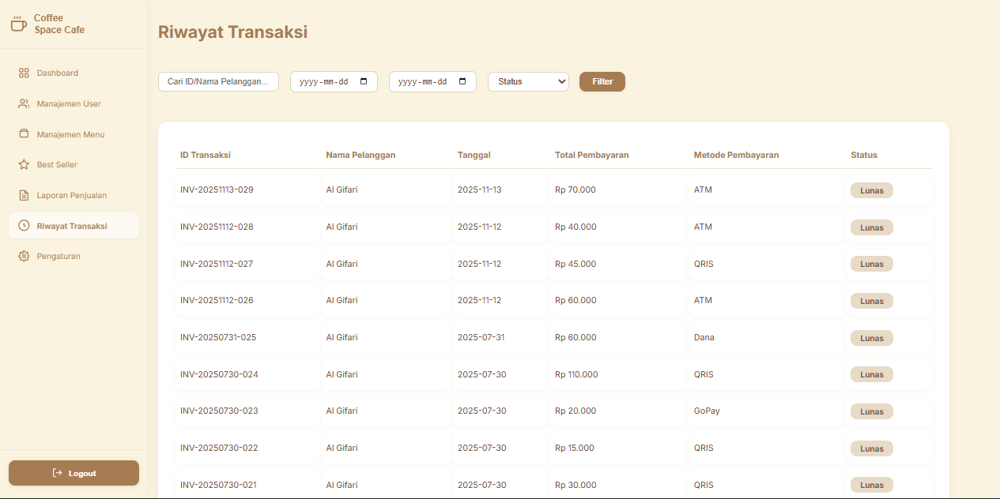 Coffee
Space Cafe
Dashboard
Manajemen User
Manajemen Menu
Best Seller
Laporan Penjualan
Riwayat Transaksi
Pengaturan
Logout
Riwayat Transaksi
Cari ID/Nama Pelanggan... yyyy-mm-dd yyyy-mm-dd Status Filter
ID Transaksi Nama Pelanggan Tanggal Total Pembayaran Metode Pembayaran Status
INV-20251113-029 Al Gifari 2025-11-13 Rp 70.000 ATM Lunas
INV-20251112-028 Al Gifari 2025-11-12 Rp 40.000 ATM Lunas
INV-20251112-027 Al Gifari 2025-11-12 Rp 45.000 QRIS Lunas
INV-20251112-026 Al Gifari 2025-11-12 Rp 60.000 ATM Lunas
INV-20250731-025 Al Gifari 2025-07-31 Rp 60.000 Dana Lunas
INV-20250730-024 Al Gifari 2025-07-30 Rp 110.000 QRIS Lunas
INV-20250730-023 Al Gifari 2025-07-30 Rp 20.000 GoPay Lunas
INV-20250730-022 Al Gifari 2025-07-30 Rp 15.000 QRIS Lunas
INV-20250730-021 Al Gifari 2025-07-30 Rp 30.000 QRIS Lunas